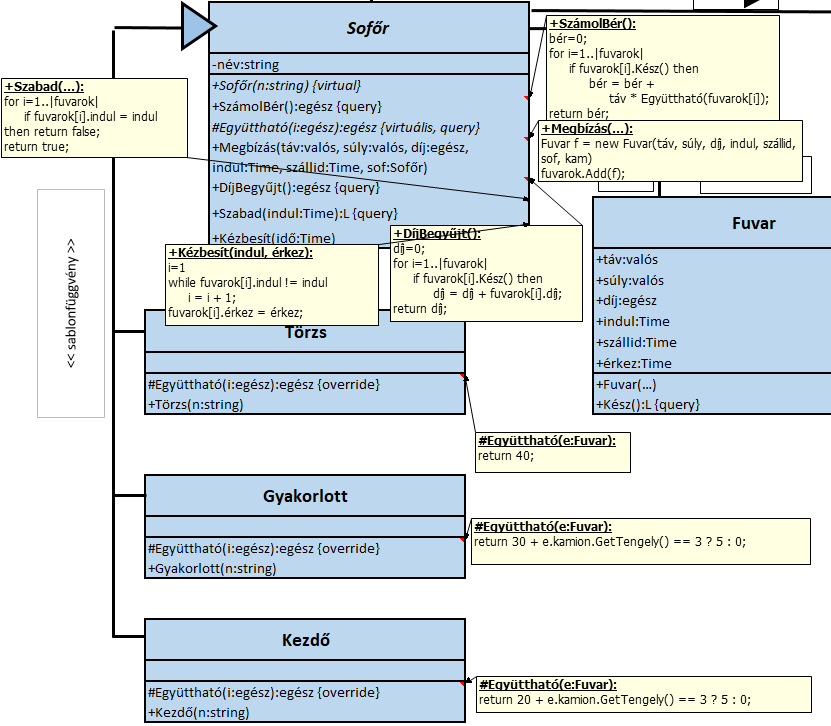 Sofőr
-név:string
+Sofőr(n:string) {virtual}
+SzámolBér():egész {query}
#Együttható(i:egész):egész {virtuális, query}
+Megbízás(táv:valós, súly:valós, díj:egész,
indul:Time, szállid:Time, sof:Sofőr)
+DíjBegyűjt():egész {query}
+Szabad(indul:Time):L {query}
+Kézbesít(idő:Time)
+SzámolBér():
bér=0;
for i=1..|fuvarok|
if fuvarok[i].Kész() then
bér = bér +
táv * Együttható(fuvarok[i]);
return bér;
+Szabad(...):
for i=1..|fuvarok|
if fuvarok[i].indul = indul
then return false;
return true;
+Megbízás(...):
Fuvar f = new Fuvar(táv, súly, díj, indul, szállid,
sof, kam)
fuvarok.Add(f);
<< sablonfüggvény >>
+Kézbesít(indul, érkez):
i=1
while fuvarok[i].indul != indul
i = i + 1;
fuvarok[i].érkez = érkez;
+DíjBegyűjt():
díj=0;
for i=1..|fuvarok|
if fuvarok[i].Kész() then
díj = díj + fuvarok[i].díj;
return díj;
Fuvar
+táv:valós
+súly:valós
+díj:egész
+indul:Time
+szállid:Time
+érkez:Time
+Fuvar(...)
+Kész():L {query}
Törzs
#Együttható(i:egész):egész {override}
+Törzs(n:string)
#Együttható(e:Fuvar):
return 40;
Gyakorlott
#Együttható(i:egész):egész {override}
+Gyakorlott(n:string)
#Együttható(e:Fuvar):
return 30 + e.kamion.GetTengely() == 3 ? 5 : 0;
Kezdő
#Együttható(i:egész):egész {override}
+Kezdő(n:string)
#Együttható(e:Fuvar):
return 20 + e.kamion.GetTengely() == 3 ? 5 : 0;